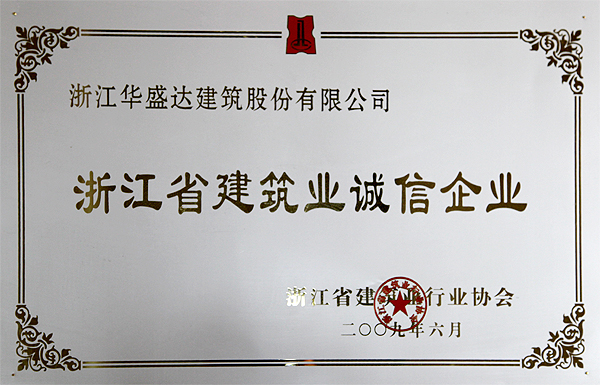 浙江华盛达建筑股份有限公司
浙江省建筑业诚信企业
浙江省建筑业行业协会
二〇〇九年六月